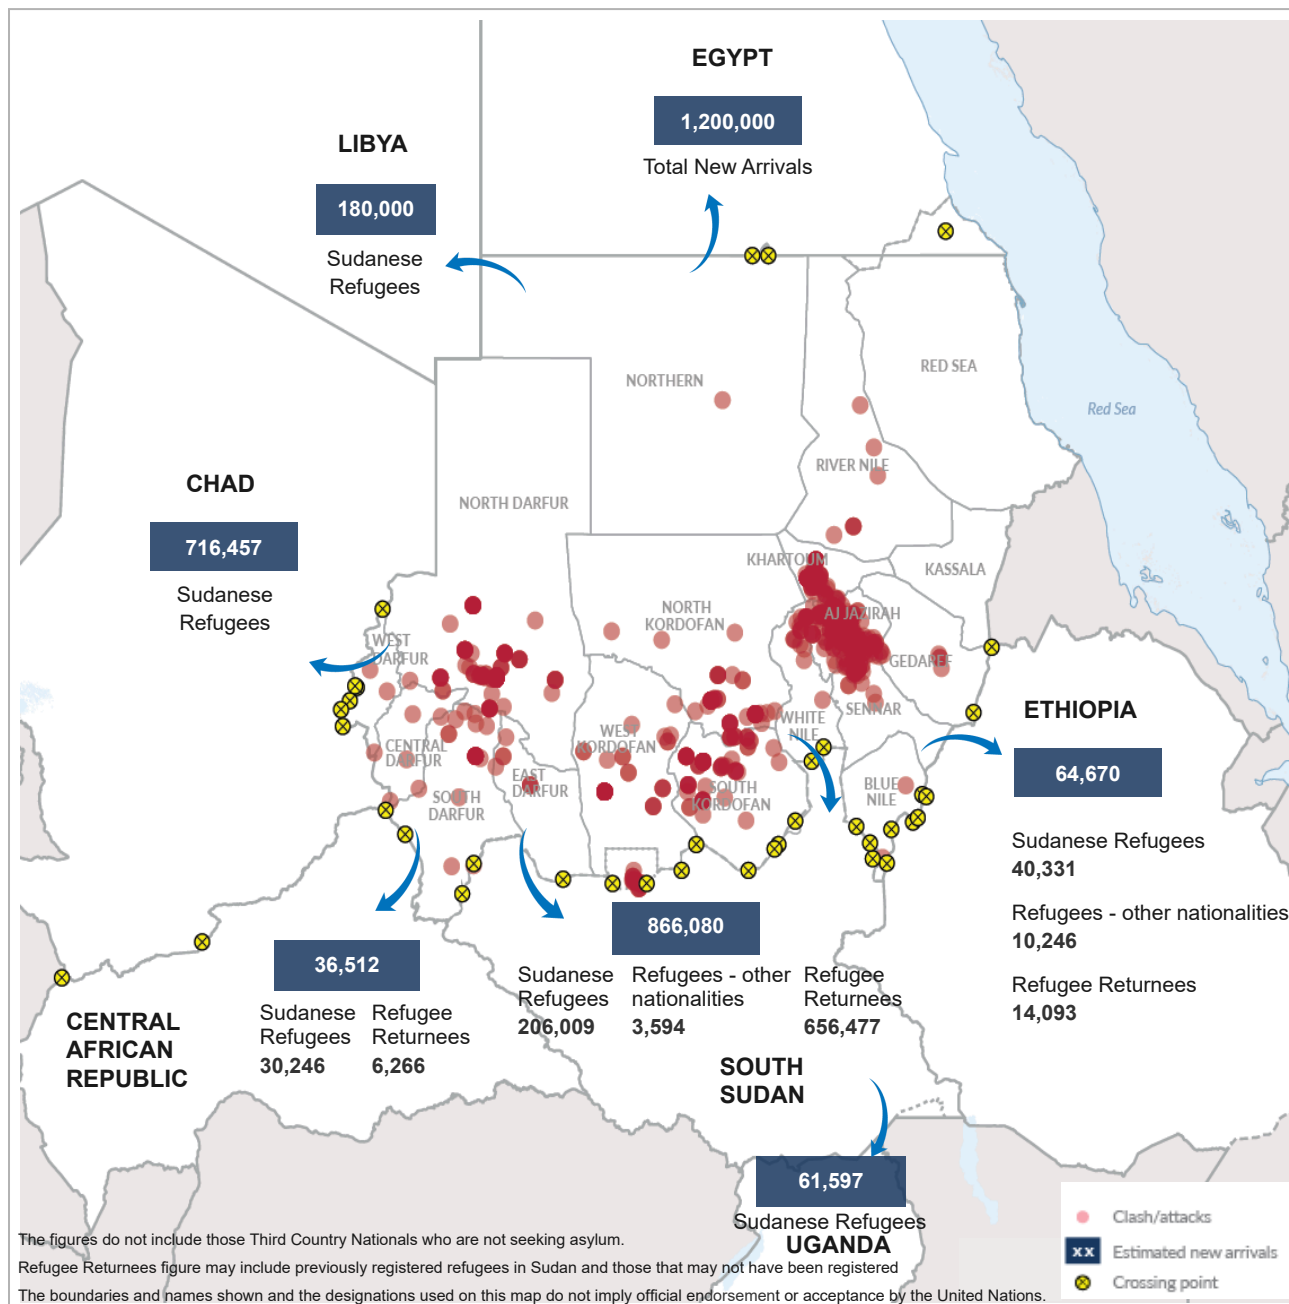 EGYPT
1,200,000
Total New Arrivals
LIBYA
180,000
Sudanese
Refugees
RED SEA
NORTHERN
Red Sea
RIVER NILE
CHAD
716,457
Sudanese
Refugees
NORTH DARFUR
KHARTOUM
KASSALA
NORTH
KORDOFAN
AJ JAZIRAH
WEST
DARFUR
GEDAREF
SENNAR
WHITE
NILE
WEST
KORDOFAN
CENTRAL
DARFUR
EAST
DARFUR
SOUTH
DARFUR
SOUTH
KORDOFAN
BLUE
NILE
ETHIOPIA
64,670
Sudanese Refugees
40,331
Refugees - other nationalities
10,246
Refugee Returnees
14,093
866,080
Sudanese
Refugees
206,009
Refugees - other
nationalities
3,594
Refugee
Returnees
656,477
SOUTH
SUDAN
36,512
Sudanese
Refugees
30,246
Refugee
Returnees
6,266
CENTRAL
AFRICAN
REPUBLIC
61,597
Sudanese Refugees
UGANDA
Clash/attacks
xx Estimated new arrivals
Crossing point
The figures do not include those Third Country Nationals who are not seeking asylum.
Refugee Returnees figure may include previously registered refugees in Sudan and those that may not have been registered
The boundaries and names shown and the designations used on this map do not imply official endorsement or acceptance by the United Nations.